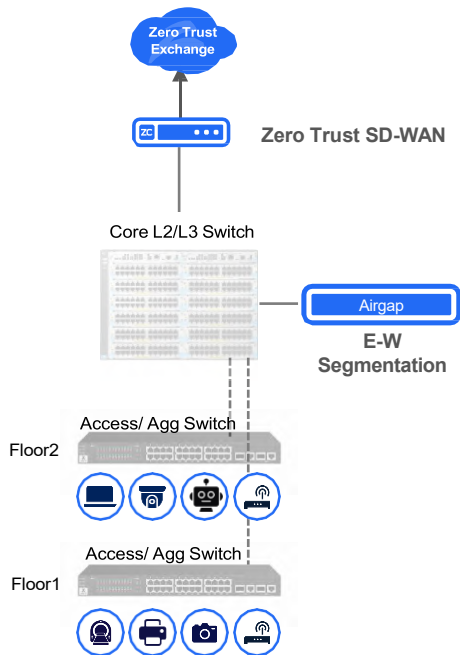 Zero Trust
Exchange
ZC
Zero Trust SD-WAN
Core L2/L3 Switch
Airgap
E-W
Segmentation
Access/ Agg Switch
Floor2
Access/ Agg Switch
Floor1